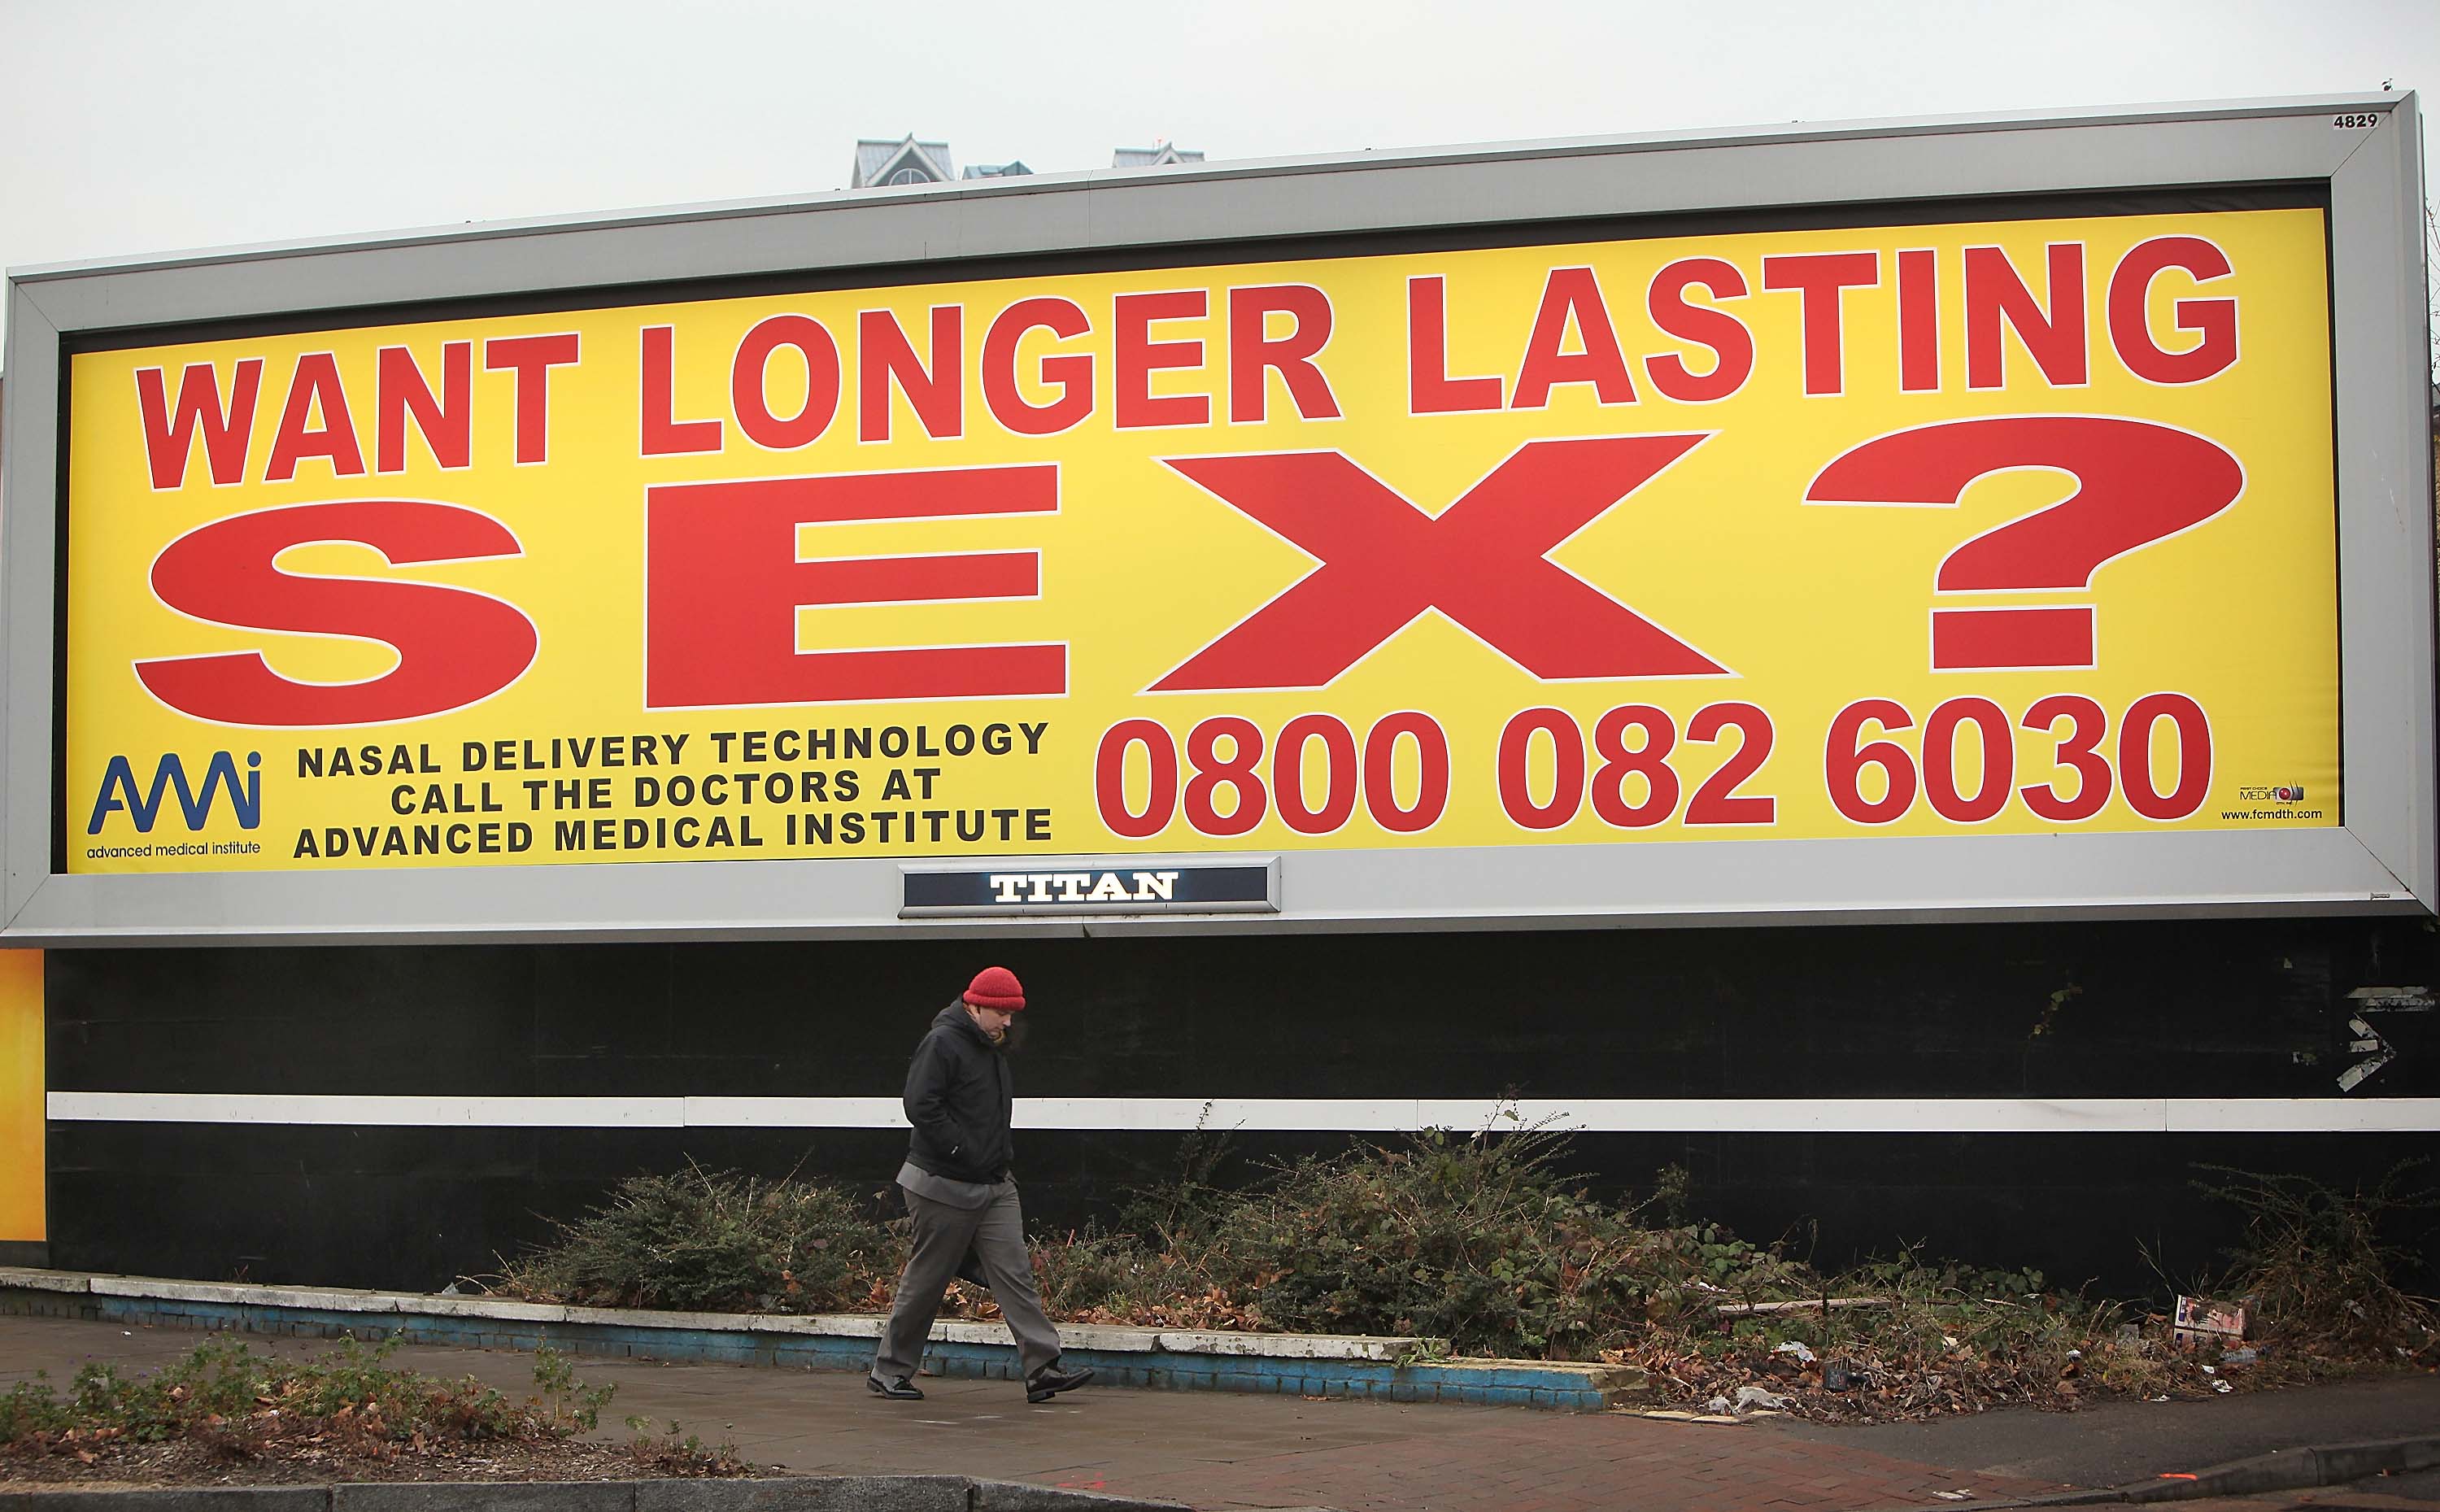 4829
WANT LONGER LASTING
SEX?
AMi
advanced medical institute
NASAL DELIVERY TECHNOLOGY
CALL THE DOCTORS AT
ADVANCED MEDICAL INSTITUTE
0800 082 6030
MEDIA
www.fcmdth.com
TITAN